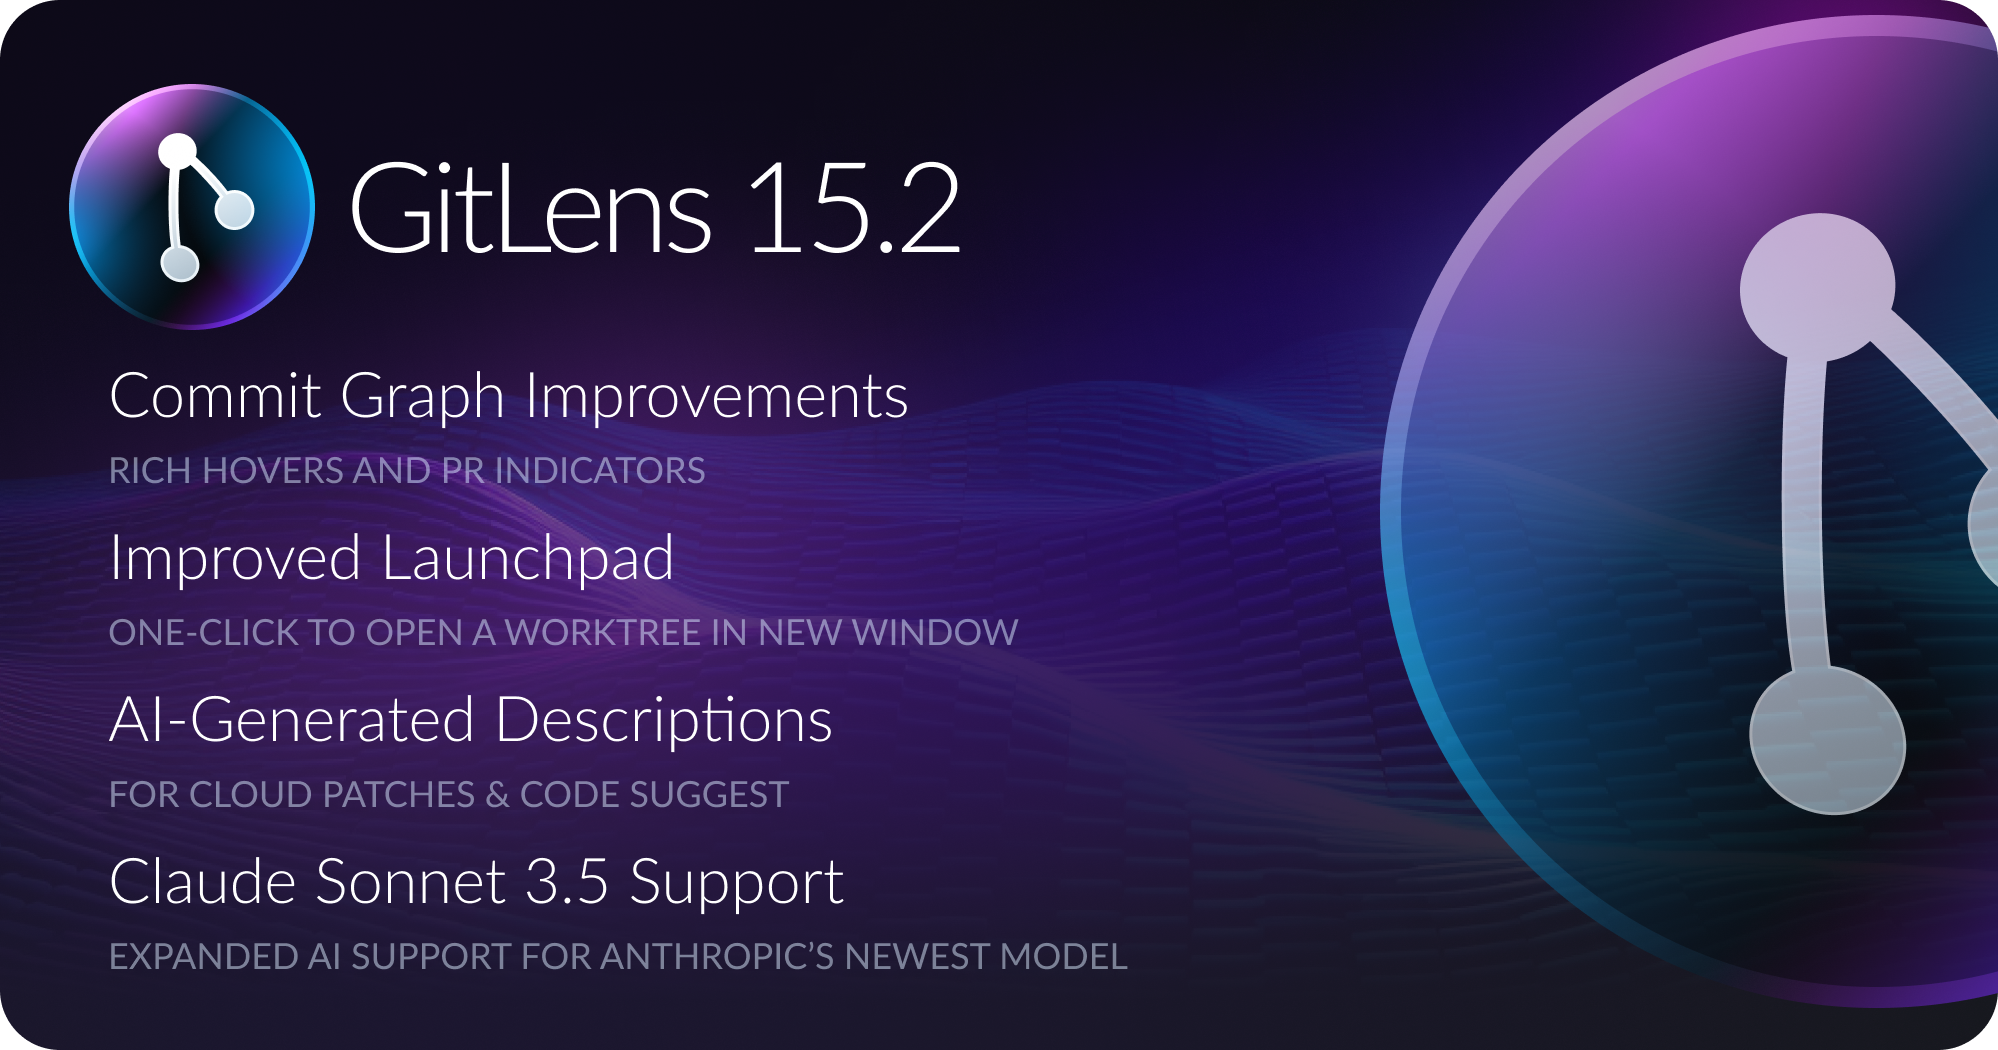 GitLens 15.2
Commit Graph Improvements
RICH HOVERS AND PR INDICATORS
Improved Launchpad
ONE-CLICK TO OPEN A WORKTREE IN NEW WINDOW
AI-Generated Descriptions
FOR CLOUD PATCHES & CODE SUGGEST
Claude Sonnet 3.5 Support
EXPANDED AI SUPPORT FOR ANTHROPIC’S NEWEST MODEL